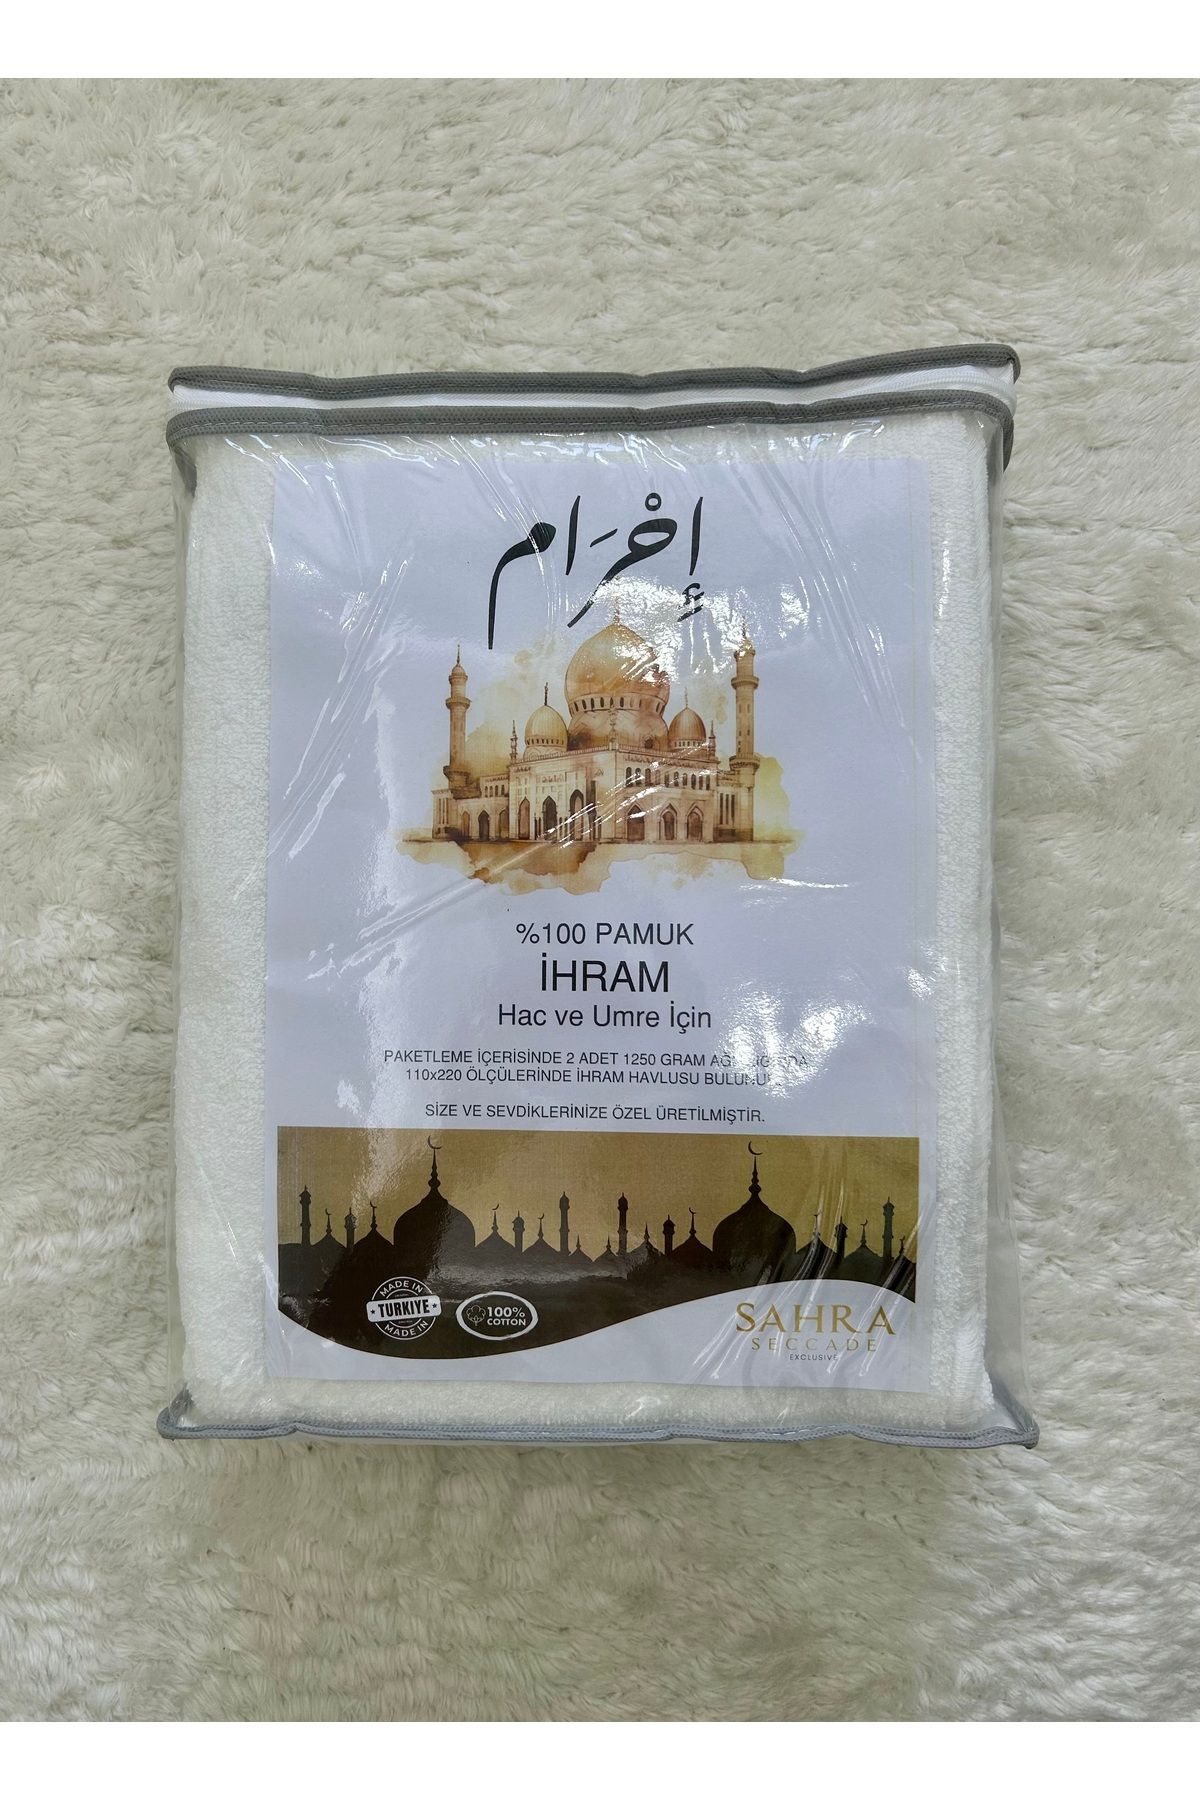 إحْرَام
%100 PAMUK
İHRAM
Hac ve Umre İçin
PAKETLEME İÇERİSİNDE 2 ADET 1250 GRAM
110x220 ÖLÇÜLERİNDE İHRAM HAVLUSU
SİZE VE SEVDİKLERİNİZE ÖZEL ÜRETİLMİŞTİR.
MADE IN
TURKIYE
MADE IN
100%
COTTON
SAHRA
SECCADE
EXCLUSIVE